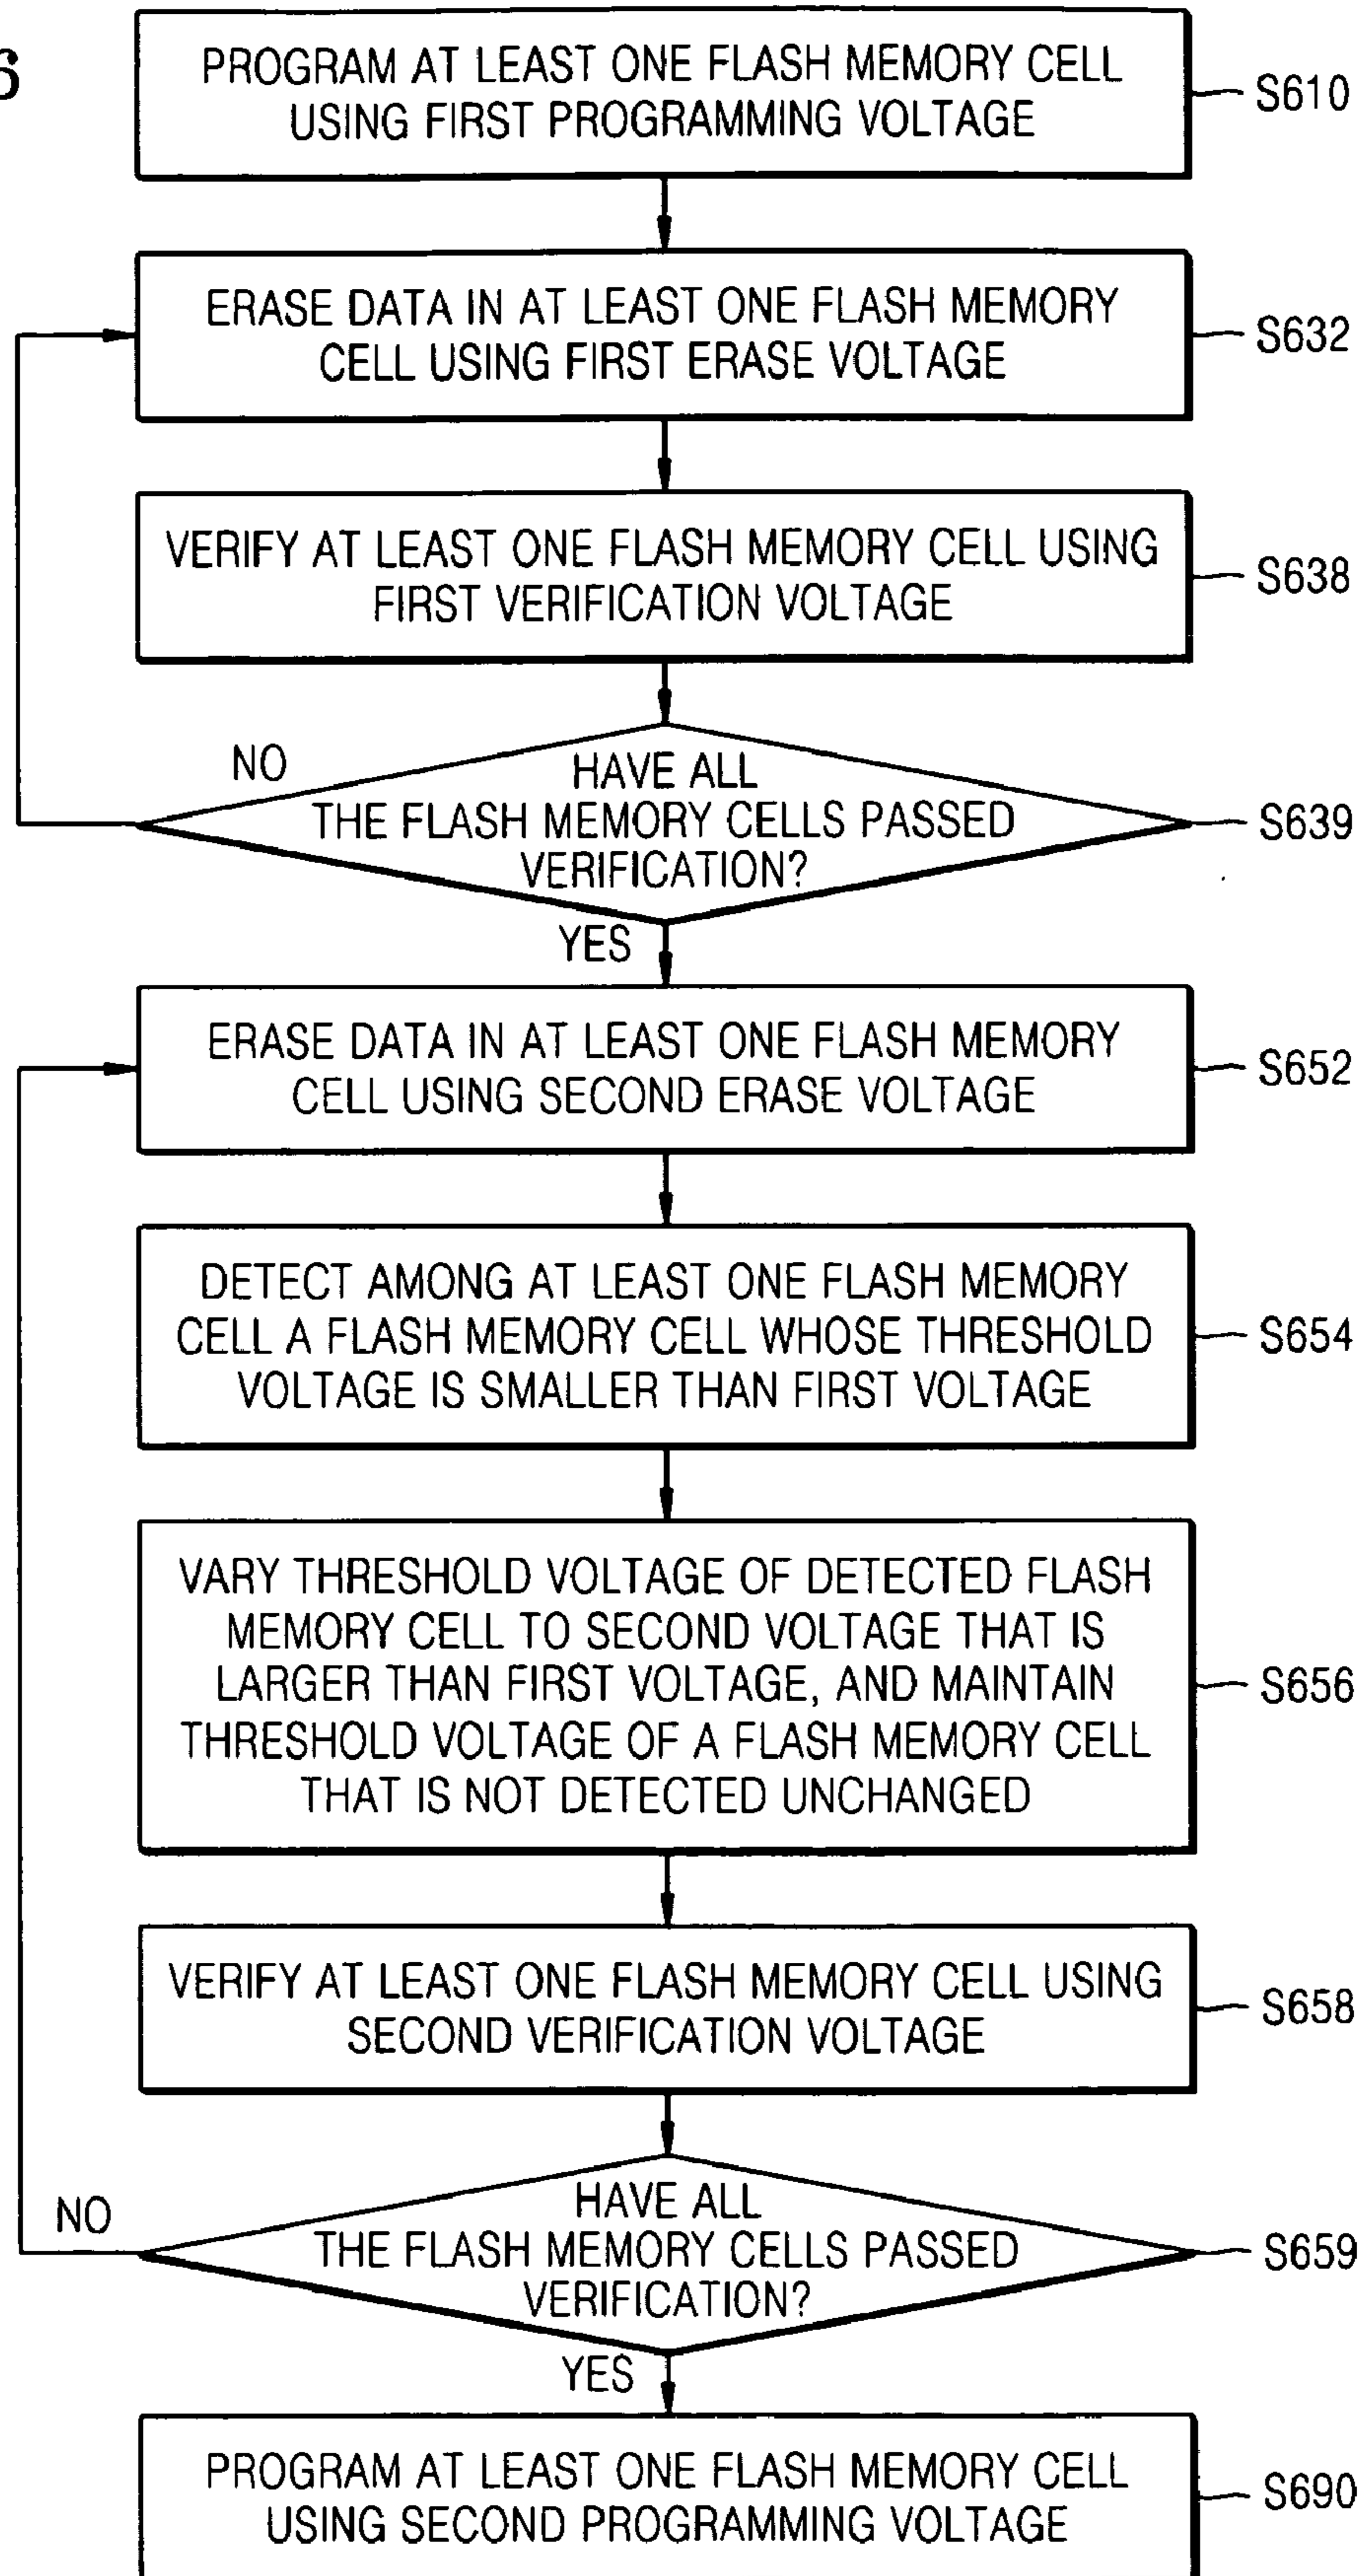 6
PROGRAM AT LEAST ONE FLASH MEMORY CELL
USING FIRST PROGRAMMING VOLTAGE
S610
ERASE DATA IN AT LEAST ONE FLASH MEMORY
CELL USING FIRST ERASE VOLTAGE
S632
VERIFY AT LEAST ONE FLASH MEMORY CELL USING
FIRST VERIFICATION VOLTAGE
S638
NO
HAVE ALL
THE FLASH MEMORY CELLS PASSED
VERIFICATION?
S639
YES
ERASE DATA IN AT LEAST ONE FLASH MEMORY
CELL USING SECOND ERASE VOLTAGE
S652
DETECT AMONG AT LEAST ONE FLASH MEMORY
CELL A FLASH MEMORY CELL WHOSE THRESHOLD
VOLTAGE IS SMALLER THAN FIRST VOLTAGE
S654
VARY THRESHOLD VOLTAGE OF DETECTED FLASH
MEMORY CELL TO SECOND VOLTAGE THAT IS
LARGER THAN FIRST VOLTAGE, AND MAINTAIN
THRESHOLD VOLTAGE OF A FLASH MEMORY CELL
THAT IS NOT DETECTED UNCHANGED
S656
VERIFY AT LEAST ONE FLASH MEMORY CELL USING
SECOND VERIFICATION VOLTAGE
S658
NO
HAVE ALL
THE FLASH MEMORY CELLS PASSED
VERIFICATION?
S659
YES
PROGRAM AT LEAST ONE FLASH MEMORY CELL
USING SECOND PROGRAMMING VOLTAGE
S690